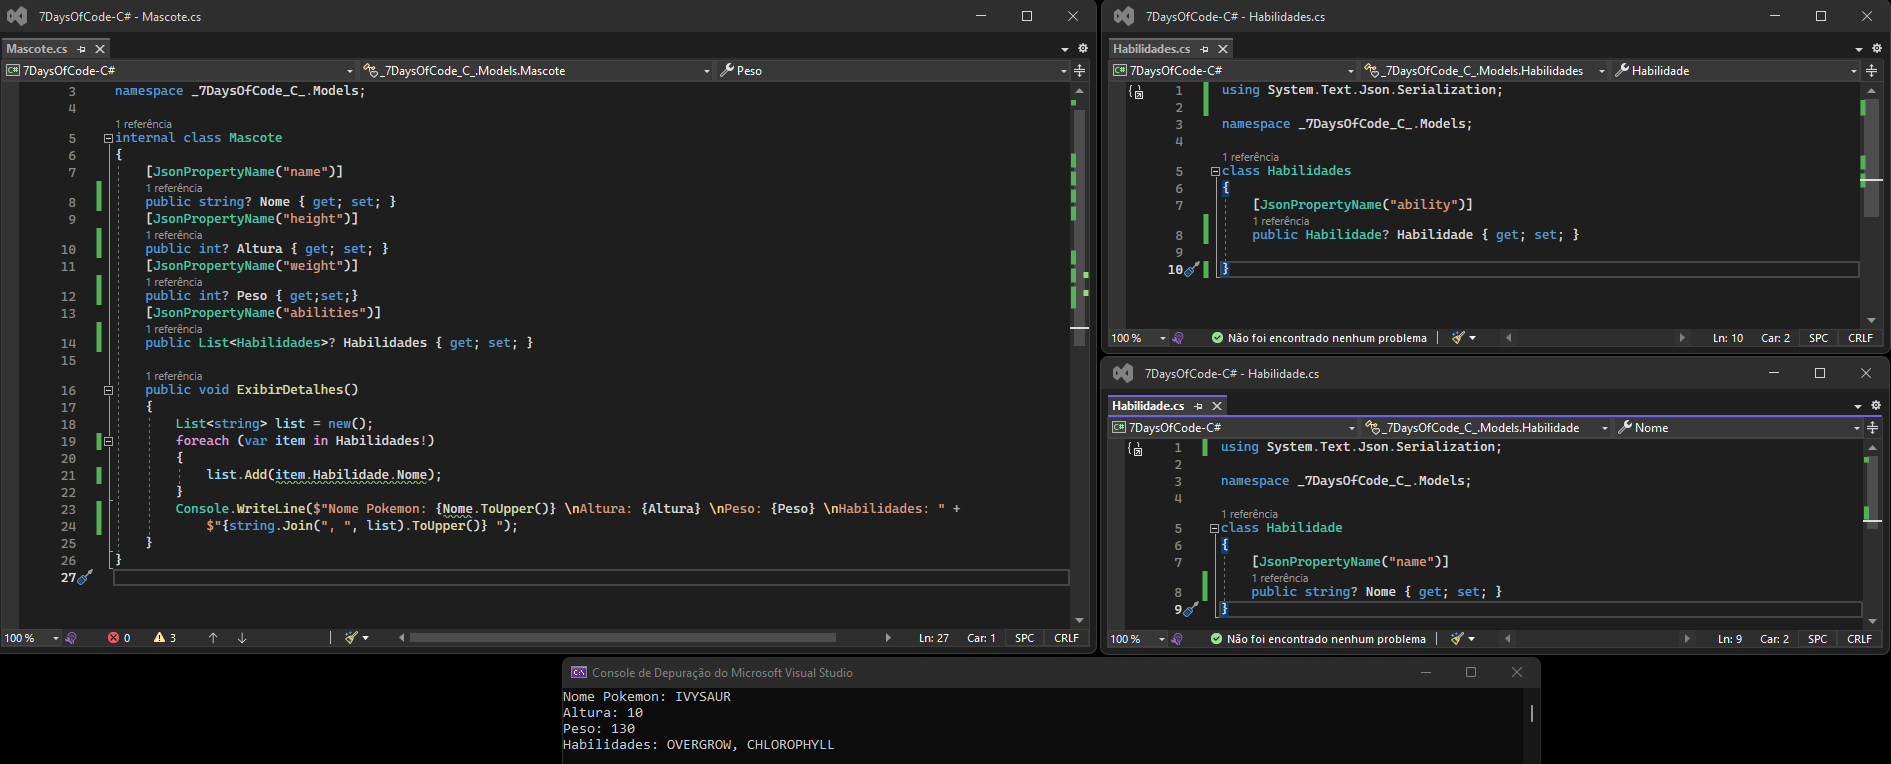 7DaysOfCode-C# - Mascote.cs
Mascote.cs
7DaysOfCode-C#
_7DaysOfCode_C_.Models.Mascote
Peso
3 namespace _7DaysOfCode_C_.Models;
4
1 referência
5 internal class Mascote
6 {
7 [JsonPropertyName("name")]
1 referência
8 public string? Nome { get; set; }
9 [JsonPropertyName("height")]
1 referência
10 public int? Altura { get; set; }
11 [JsonPropertyName("weight")]
1 referência
12 public int? Peso { get;set;}
13 [JsonPropertyName("abilities")]
1 referência
14 public List<Habilidades>? Habilidades { get; set; }
15
1 referência
16 public void ExibirDetalhes()
17 {
18 List<string> list = new();
19 foreach (var item in Habilidades!)
20 {
21 list.Add(item.Habilidade.Nome);
22 }
23 Console.WriteLine($"Nome Pokemon: {Nome.ToUpper()} \nAltura: {Altura} \nPeso: {Peso} \nHabilidades: " +
24 $"{string.Join(", ", list).ToUpper()} ");
25 }
26 }
27
100 %
0
3
Ln: 27
Car: 1
SPC
CRLF
7DaysOfCode-C# - Habilidades.cs
Habilidades.cs
7DaysOfCode-C#
_7DaysOfCode_C_.Models.Habilidades
Habilidade
1 using System.Text.Json.Serialization;
2
3 namespace _7DaysOfCode_C_.Models;
4
1 referência
5 class Habilidades
6 {
7 [JsonPropertyName("ability")]
1 referência
8 public Habilidade? Habilidade { get; set; }
9
10 }
100 %
Não foi encontrado nenhum problema
Ln: 10
Car: 2
SPC
CRLF
7DaysOfCode-C# - Habilidade.cs
Habilidade.cs
7DaysOfCode-C#
_7DaysOfCode_C_.Models.Habilidade
Nome
1 using System.Text.Json.Serialization;
2
3 namespace _7DaysOfCode_C_.Models;
4
1 referência
5 class Habilidade
6 {
7 [JsonPropertyName("name")]
1 referência
8 public string? Nome { get; set; }
9 }
100 %
Não foi encontrado nenhum problema
Ln: 9
Car: 2
SPC
CRLF
Console de Depuração do Microsoft Visual Studio
Nome Pokemon: IVYSAUR
Altura: 10
Peso: 130
Habilidades: OVERGROW, CHLOROPHYLL